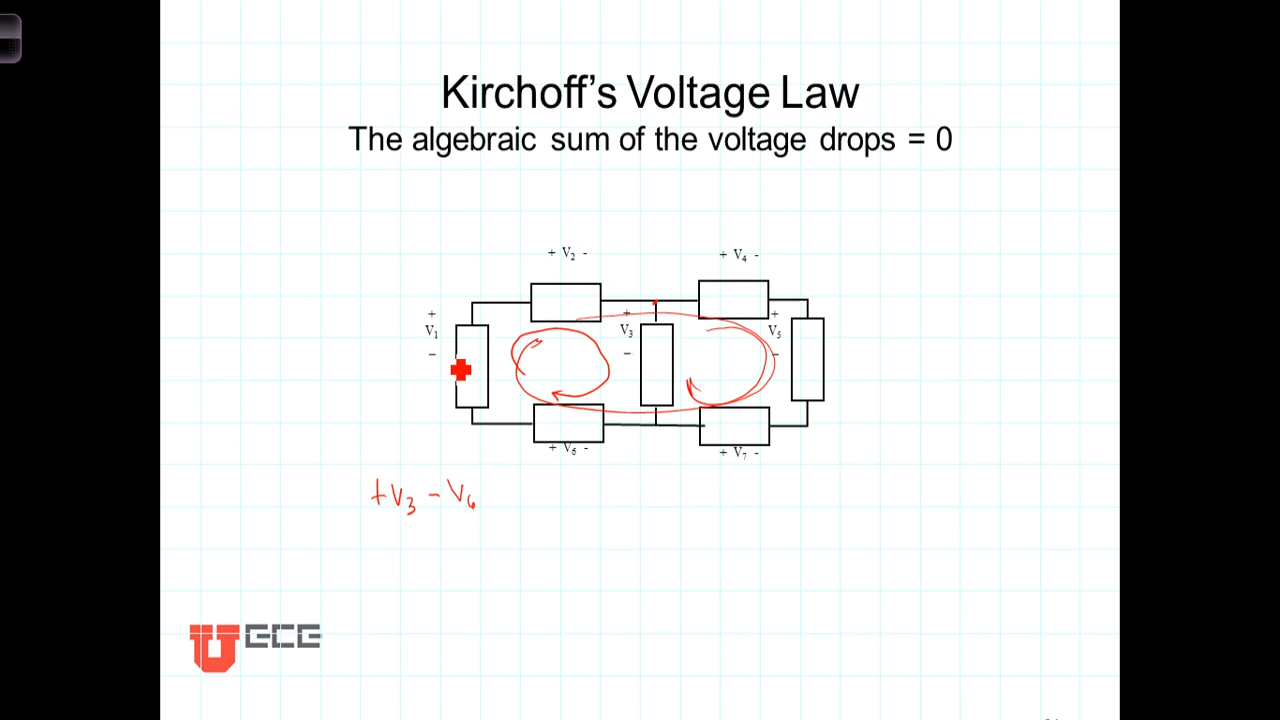 Kirchoff's Voltage Law
The algebraic sum of the voltage drops = 0
+ V2 -
+ V4 -
+
V1
-
+
V3
-
+
V5
-
+ V6 -
+ V7 -
+V3 - V6
U ECE